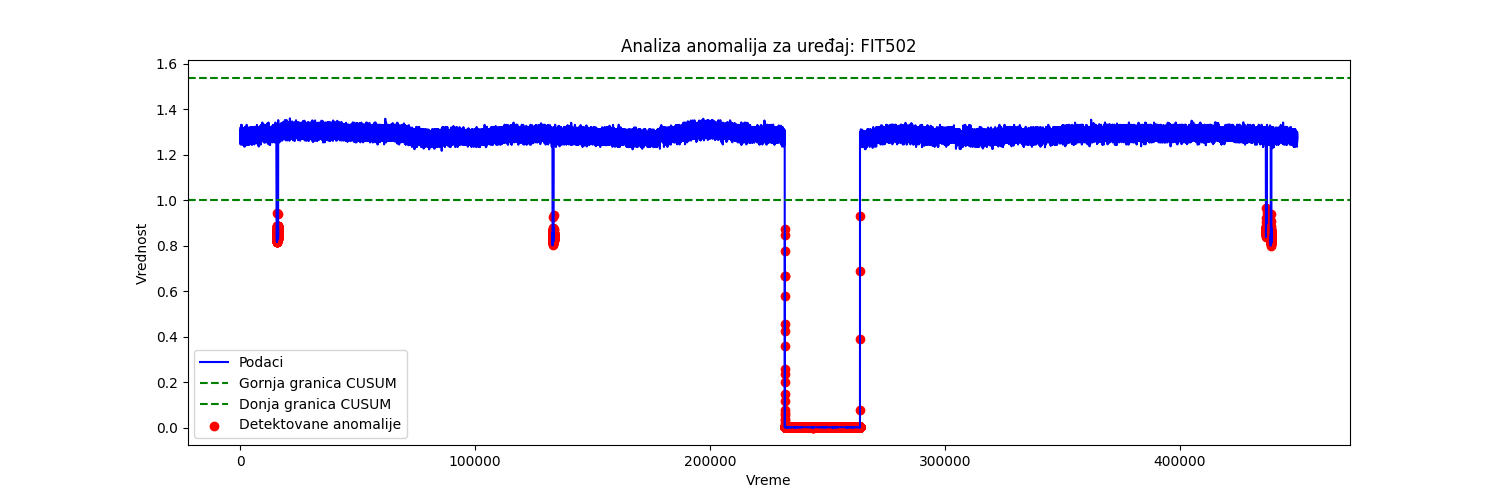 Analiza anomalija za uređaj: FIT502
1.6
1.4
1.2
1.0
0.8
0.6
0.4
0.2
0.0
Vrednost
Podaci
Gornja granica CUSUM
Donja granica CUSUM
Detektovane anomalije
0
100000
200000
300000
400000
Vreme